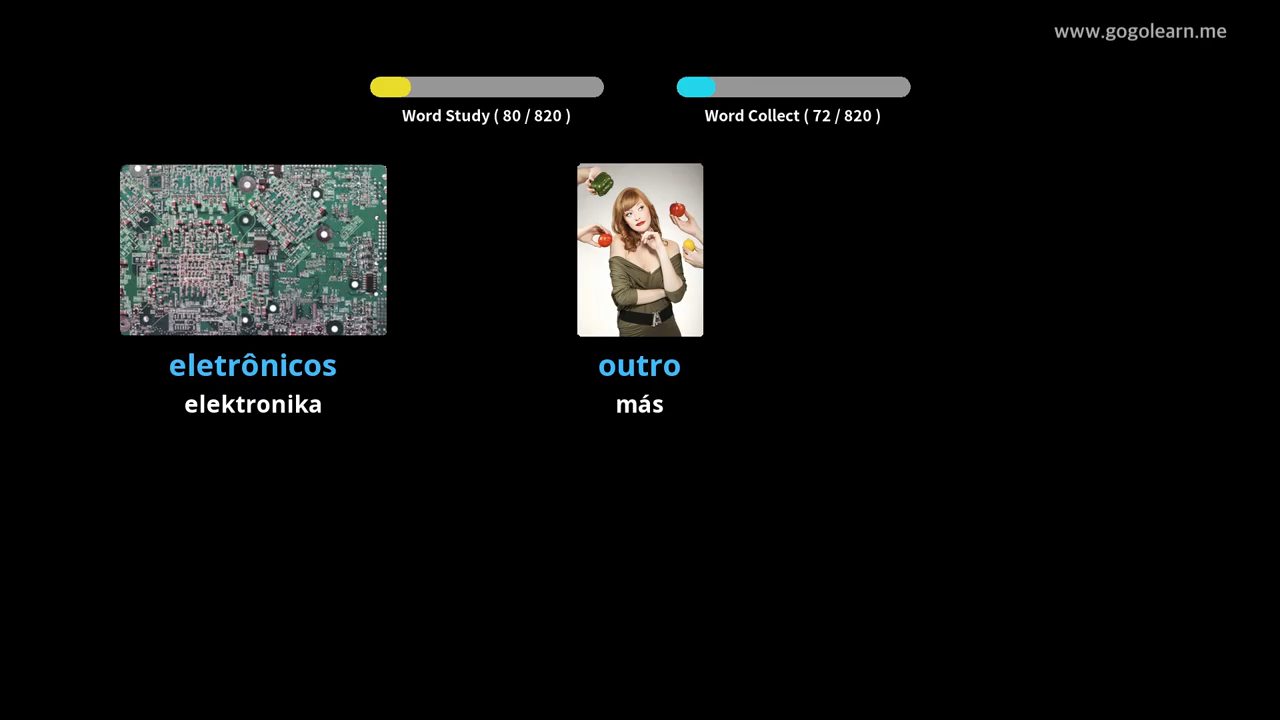 www.gogolearn.me
Word Study ( 80 / 820 )
Word Collect ( 72 / 820 )
eletrônicos
elektronika
outro
más